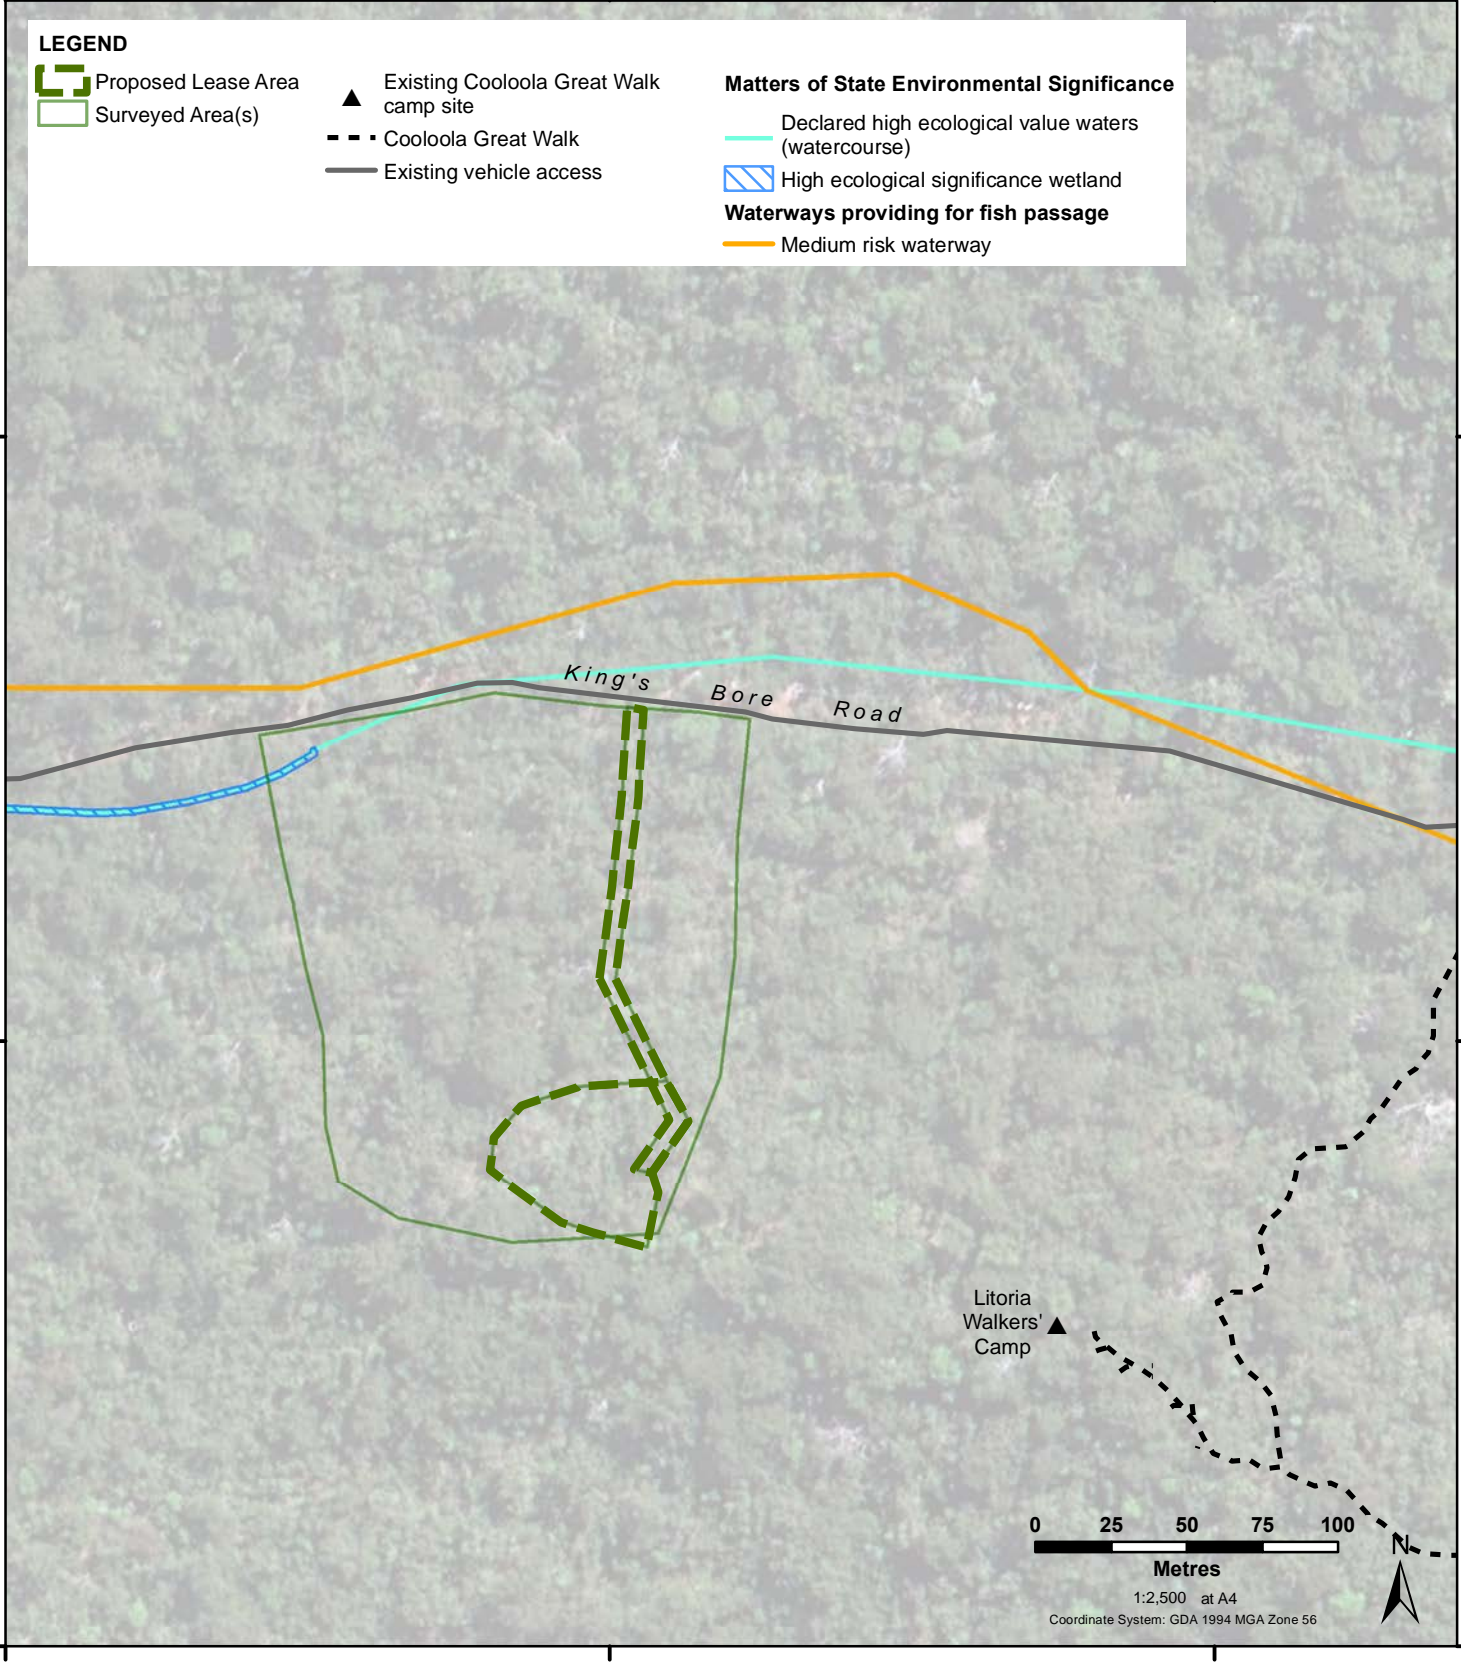 LEGEND
Proposed Lease Area
Surveyed Area(s)
Existing Cooloola Great Walk
camp site
Cooloola Great Walk
Existing vehicle access
Matters of State Environmental Significance
Declared high ecological value waters
(watercourse)
High ecological significance wetland
Waterways providing for fish passage
Medium risk waterway
King's Bore Road
Litoria
Walkers'
Camp
0 25 50 75 100
Metres
1:2,500 at A4
Coordinate System: GDA 1994 MGA Zone 56
N